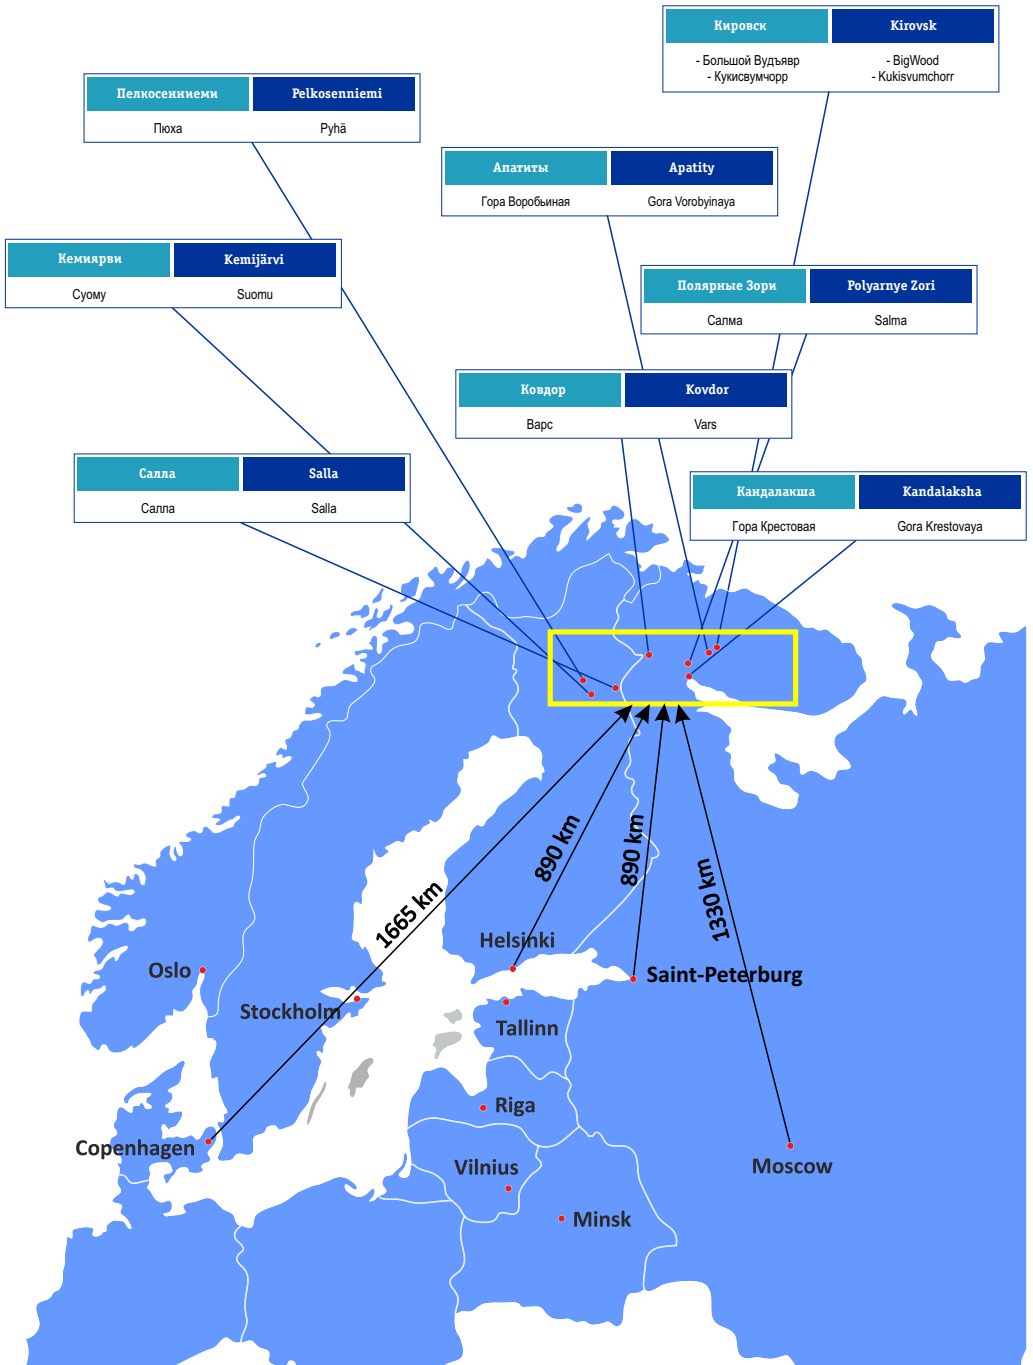 Кировск Kirovsk
- Большой Вудъявр - BigWood
- Кукисвумчорр - Kukisvumchorr
Пелкосенниеми Pelkosenniemi
Пюха Pyhä
Апатиты Apatity
Гора Воробьиная Gora Vorobyinaya
Кемиярви Kemijärvi
Суому Suomu
Полярные Зори Polyarnye Zori
Салма Salma
Ковдор Kovdor
Варс Vars
Салла Salla
Салла Salla
Кандалакша Kandalaksha
Гора Крестовая Gora Krestovaya
1665 km
890 km
890 km
1330 km
Helsinki
Oslo
Saint-Peterburg
Stockholm
Tallinn
Riga
Copenhagen
Vilnius
Moscow
Minsk